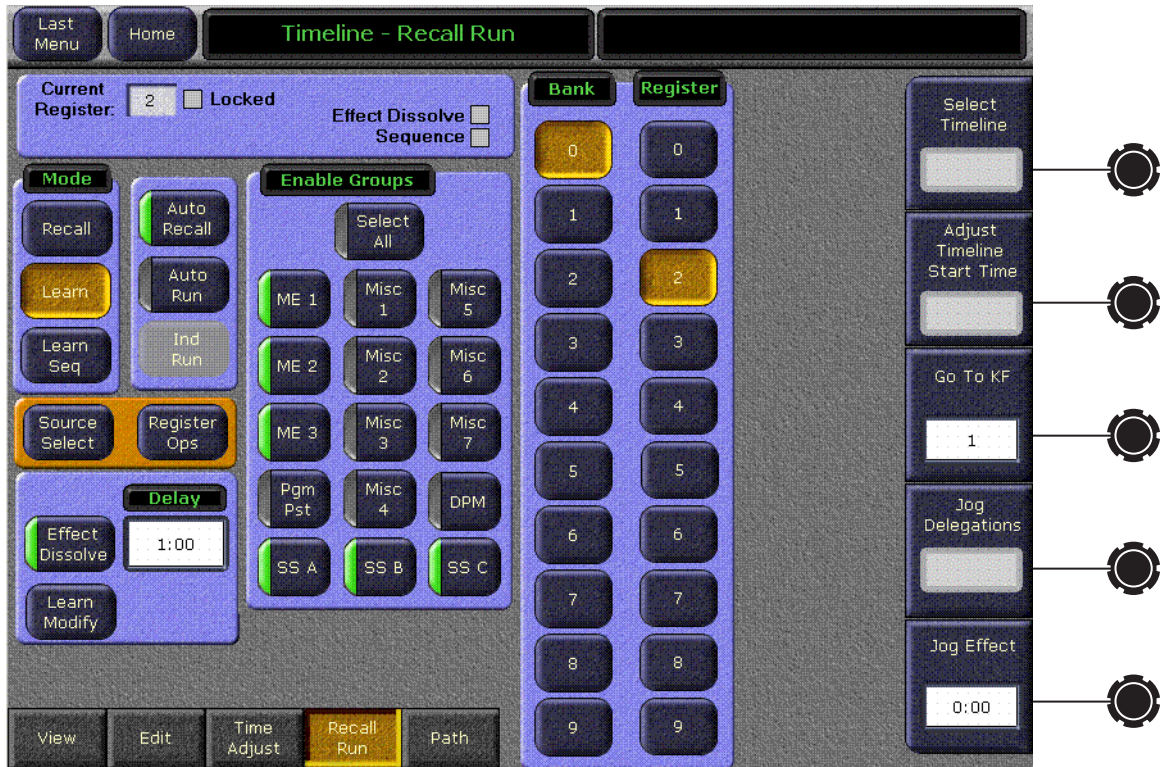 Last
Menu
Home
Timeline - Recall Run
Current
Register:
2
Locked
Effect Dissolve
Sequence
Mode
Recall
Learn
Learn
Seq
Auto
Recall
Auto
Run
Ind
Run
Source
Select
Register
Ops
Delay
Effect
Dissolve
1:00
Learn
Modify
Enable Groups
Select
All
ME 1
Misc
1
Misc
5
ME 2
Misc
2
Misc
6
ME 3
Misc
3
Misc
7
Pgm
Pst
Misc
4
DPM
SS A
SS B
SS C
Bank
0
1
2
3
4
5
6
7
8
9
Register
0
1
2
3
4
5
6
7
8
9
Select
Timeline
Adjust
Timeline
Start Time
Go To KF
1
Jog
Delegations
Jog Effect
0:00
View
Edit
Time
Adjust
Recall
Run
Path